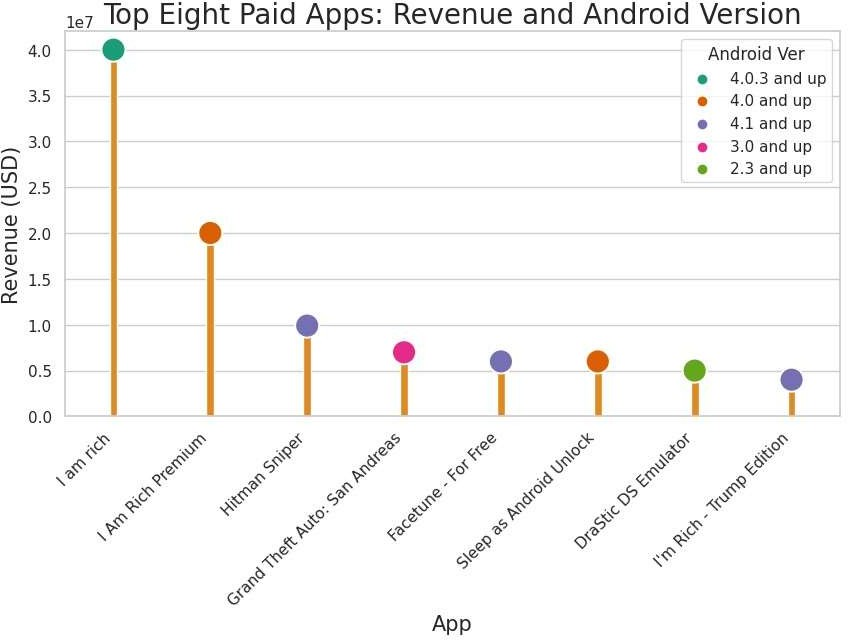 Top Eight Paid Apps: Revenue and Android Version
1e7
4.0
3.5
3.0
2.5
2.0
1.5
1.0
0.5
0.0
Revenue (USD)
Android Ver
4.0.3 and up
4.0 and up
4.1 and up
3.0 and up
2.3 and up
I am rich
I Am Rich Premium
Hitman Sniper
Grand Theft Auto: San Andreas
Facetune - For Free
Sleep as Android Unlock
DraStic DS Emulator
I'm Rich - Trump Edition
App